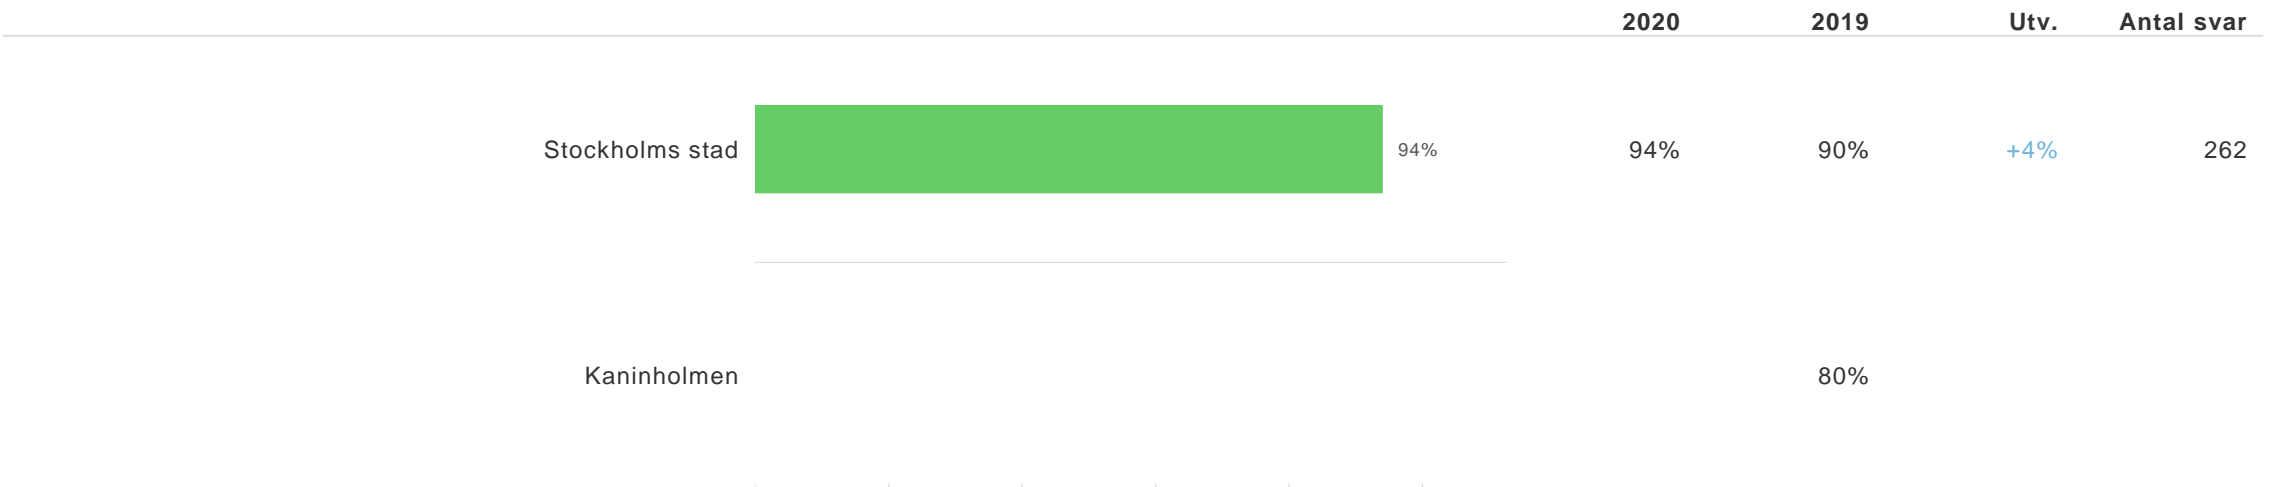 2020 2019 Utv. Antal svar
Stockholms stad 94% 94% 90% +4% 262
Kaninholmen 80%